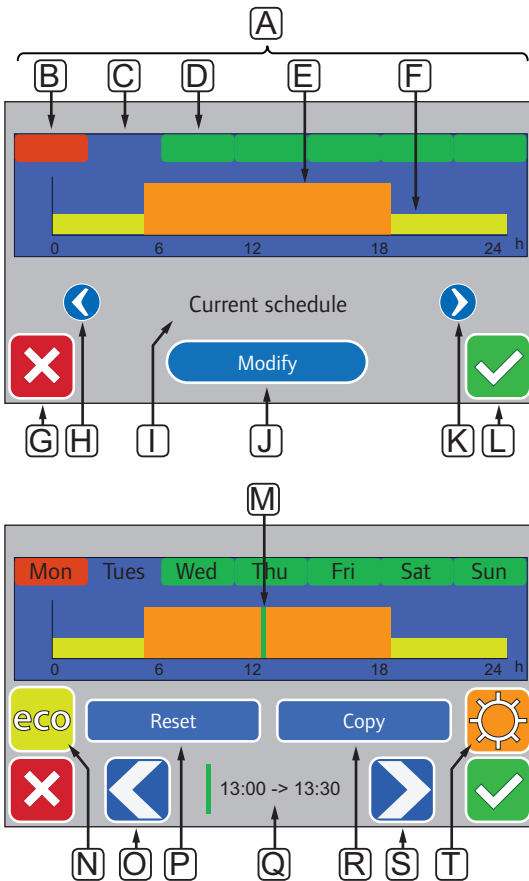 A
B C D E F
0 6 12 18 24 h
Current schedule
Modify
G H I J K L
M
Mon Tues Wed Thu Fri Sat Sun
0 6 12 18 24 h
eco Reset Copy
13:00 -> 13:30
N O P Q R S T